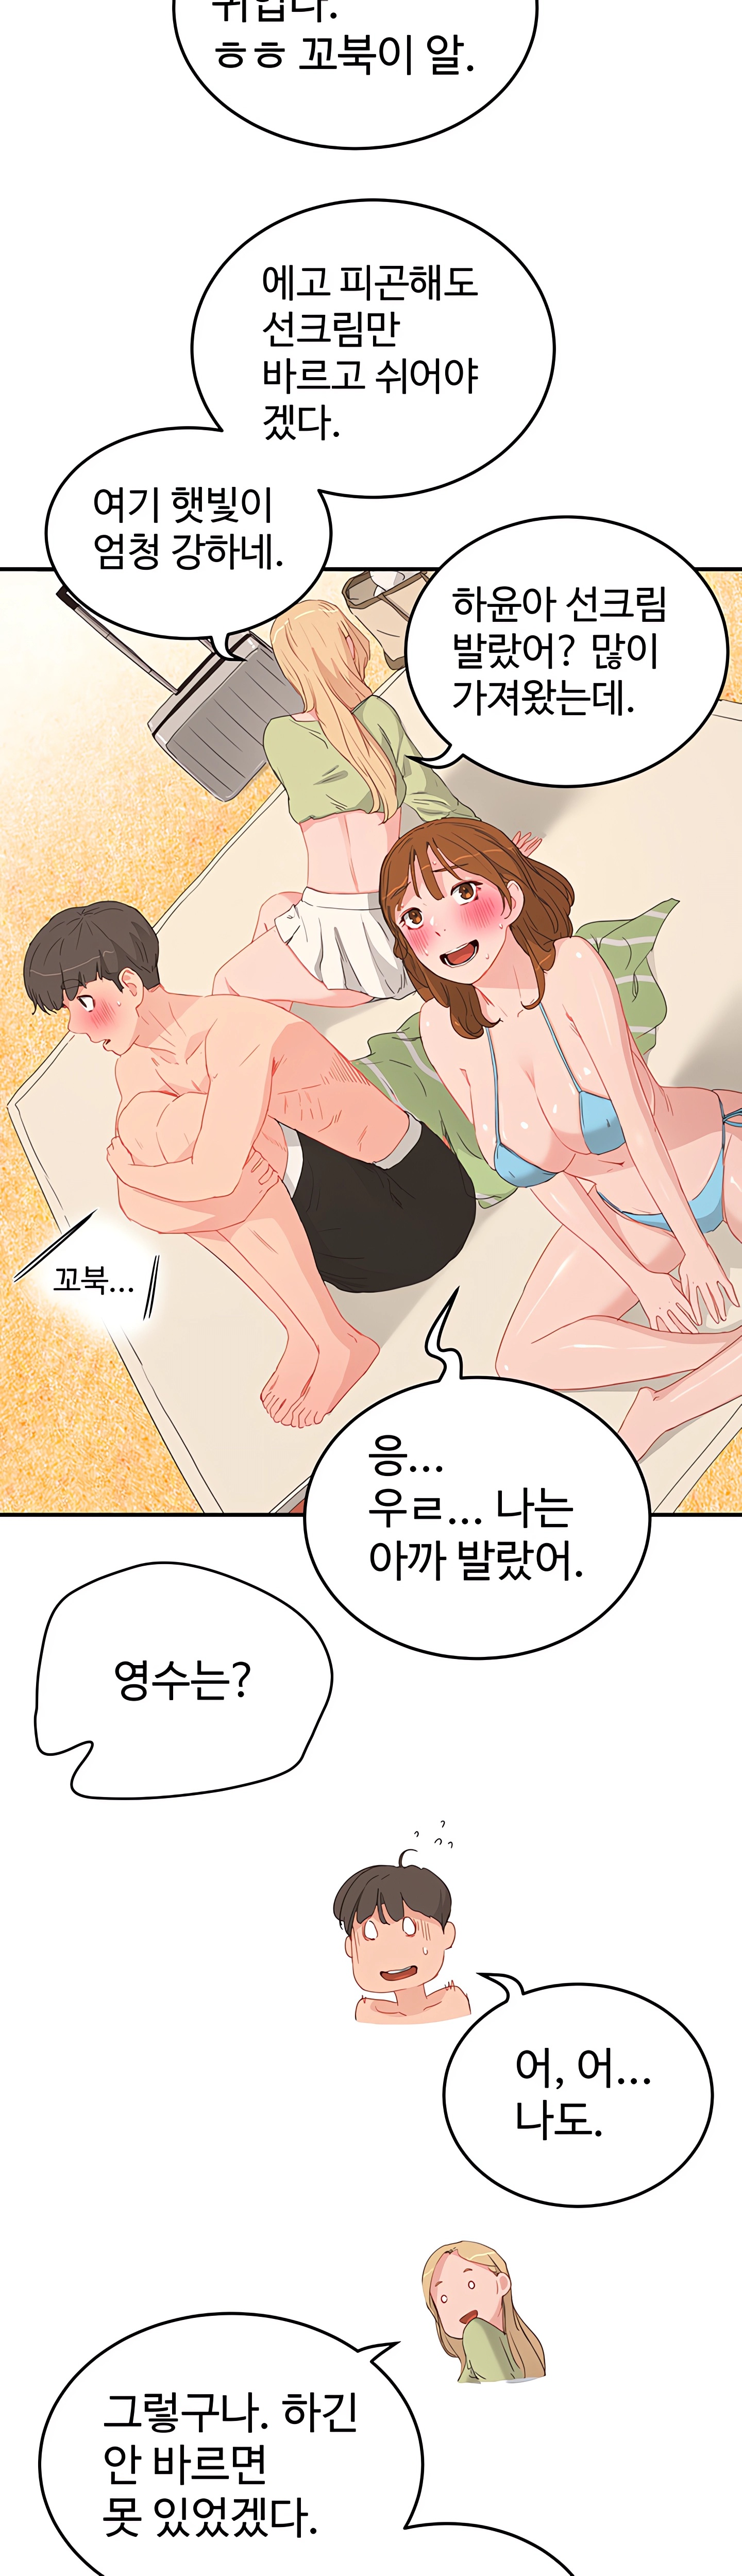 귀엽다.
ㅎㅎ 꼬북이 알.
에고 피곤해도
선크림만
바르고 쉬어야
겠다.
여기 햇빛이
엄청 강하네.
하윤아 선크림
발랐어? 많이
가져왔는데.
꼬북...
응...
우ㄹ... 나는
아까 발랐어.
영수는?
어, 어...
나도.
그렇구나. 하긴
안 바르면
못 있었겠다.